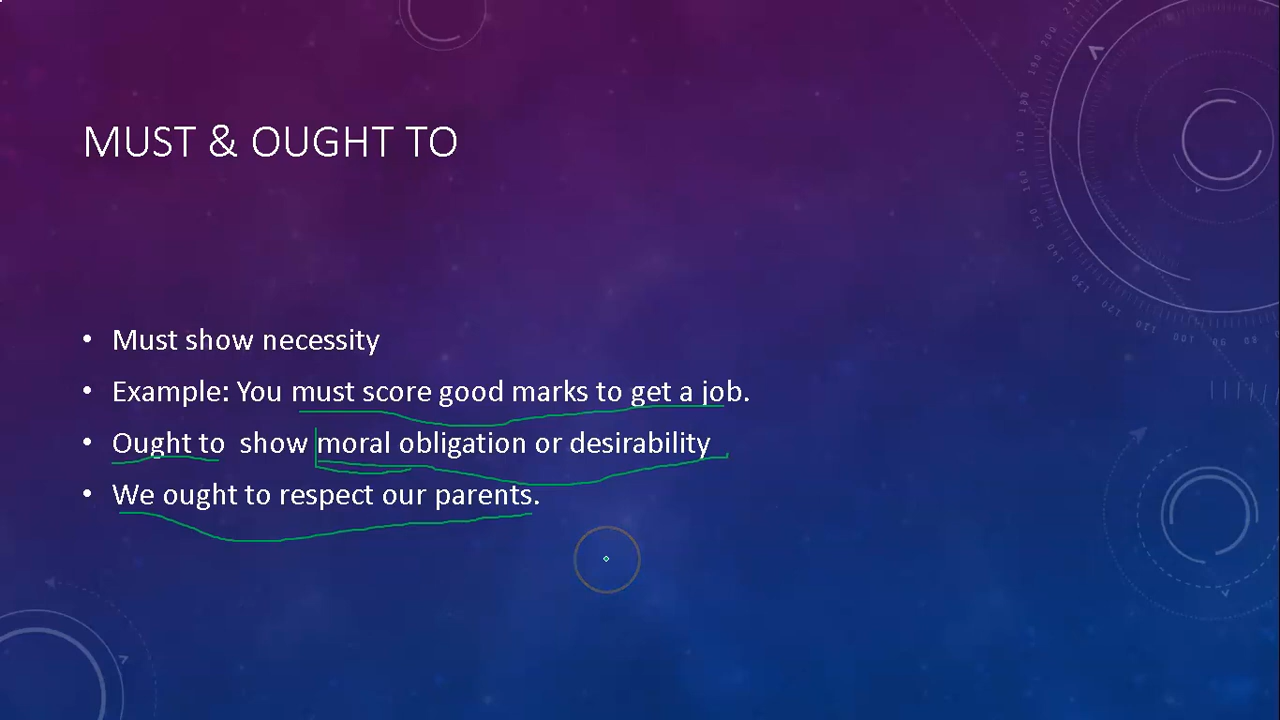 MUST & OUGHT TO
• Must show necessity
• Example: You must score good marks to get a job.
• Ought to show moral obligation or desirability
• We ought to respect our parents.